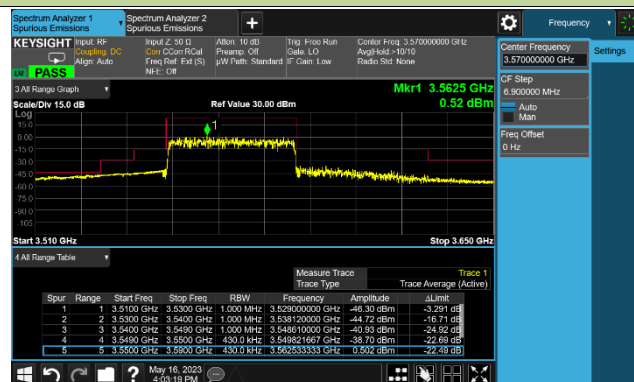 Spectrum Analyzer 1
Spurious Emissions
Spectrum Analyzer 2
Spurious Emissions
Frequency
KEYSIGHT
Input: RF
Coupling: DC
Align: Auto
Input Z: 50 Ω
Corr CCorr RCal
Freq Ref: Ext (S)
NFE: Off
Atten: 10 dB
Preamp: Off
µW Path: Standard
Trig: Free Run
Gate: LO
IF Gain: Low
Center Freq: 3.570000000 GHz
Avg|Hold:>10/10
Radio Std: None
PASS
Center Frequency
3.570000000 GHz
Settings
CF Step
6.900000 MHz
Auto
Man
Freq Offset
0 Hz
3 All Range Graph
Mkr1 3.5625 GHz
0.52 dBm
Scale/Div 15.0 dB
Ref Value 30.00 dBm
Log
15.0
0.00
-15.0
-30.0
-45.0
-60.0
-75.0
-90.0
-105
1
Start 3.510 GHz
Stop 3.650 GHz
4 All Range Table
Measure Trace Trace 1
Trace Type Trace Average (Active)
Spur Range Start Freq Stop Freq RBW Frequency Amplitude ΔLimit
1 1 3.5100 GHz 3.5300 GHz 1.000 MHz 3.529000000 GHz -46.30 dBm -3.291 dB
2 2 3.5300 GHz 3.5400 GHz 1.000 MHz 3.538120000 GHz -44.72 dBm -16.71 dB
3 3 3.5400 GHz 3.5490 GHz 1.000 MHz 3.548610000 GHz -40.93 dBm -24.92 dB
4 4 3.5490 GHz 3.5500 GHz 430.0 kHz 3.549821667 GHz -38.70 dBm -22.69 dB
5 5 3.5500 GHz 3.5900 GHz 430.0 kHz 3.562533333 GHz 0.502 dBm -22.49 dB
May 16, 2023
4:03:19 PM